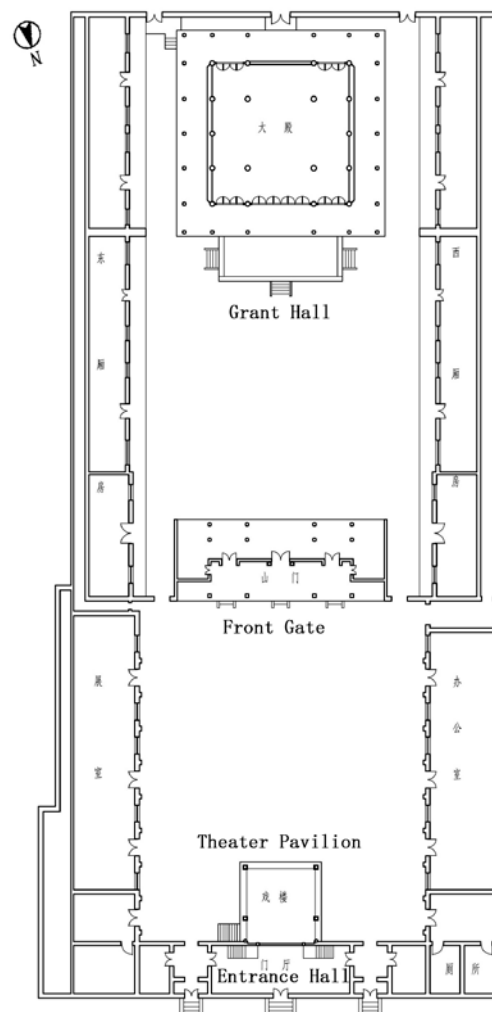 N
大 殿
Grant Hall
东 厢 房
西 厢 房
山 门
Front Gate
展 室
办 公 室
Theater Pavilion
戏 楼
门 厅
Entrance Hall
厕 所